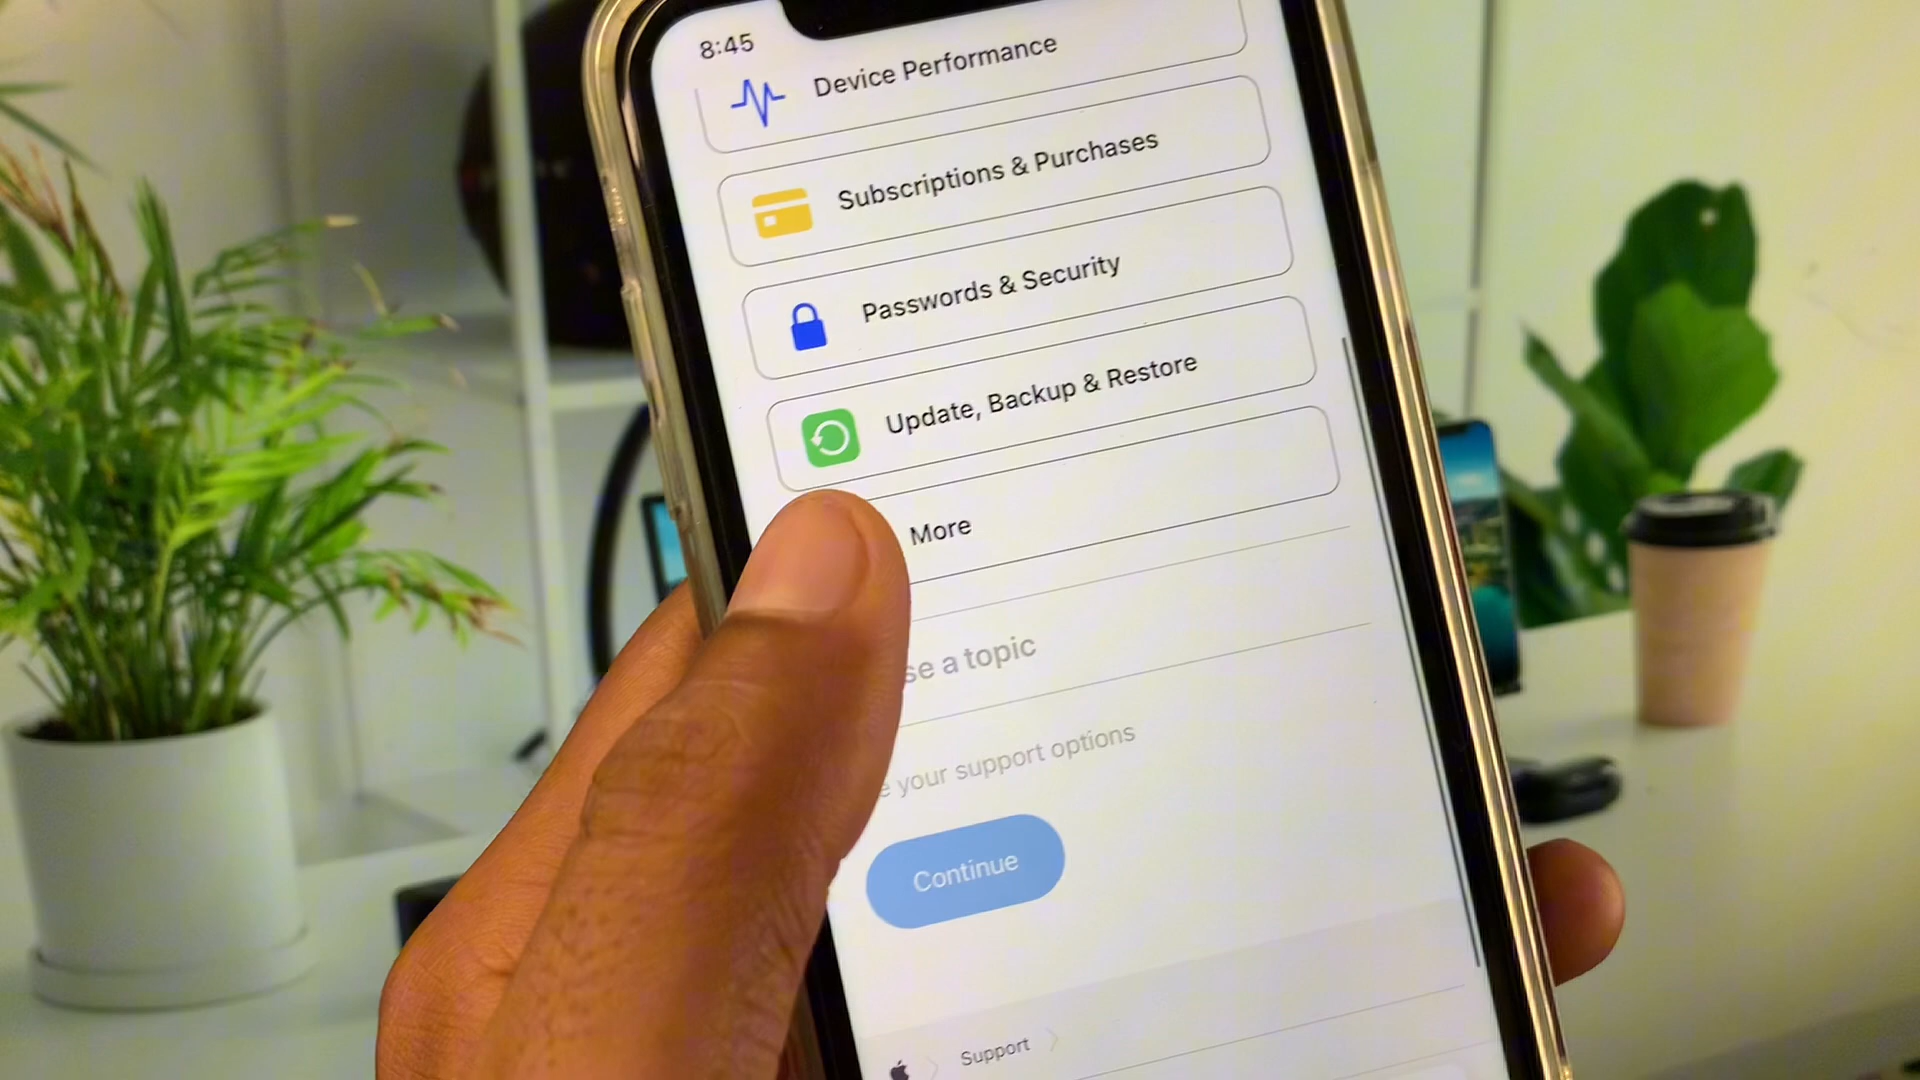 8:45
Device Performance
Subscriptions & Purchases
Passwords & Security
Update, Backup & Restore
More
se a topic
e your support options
Continue
Support